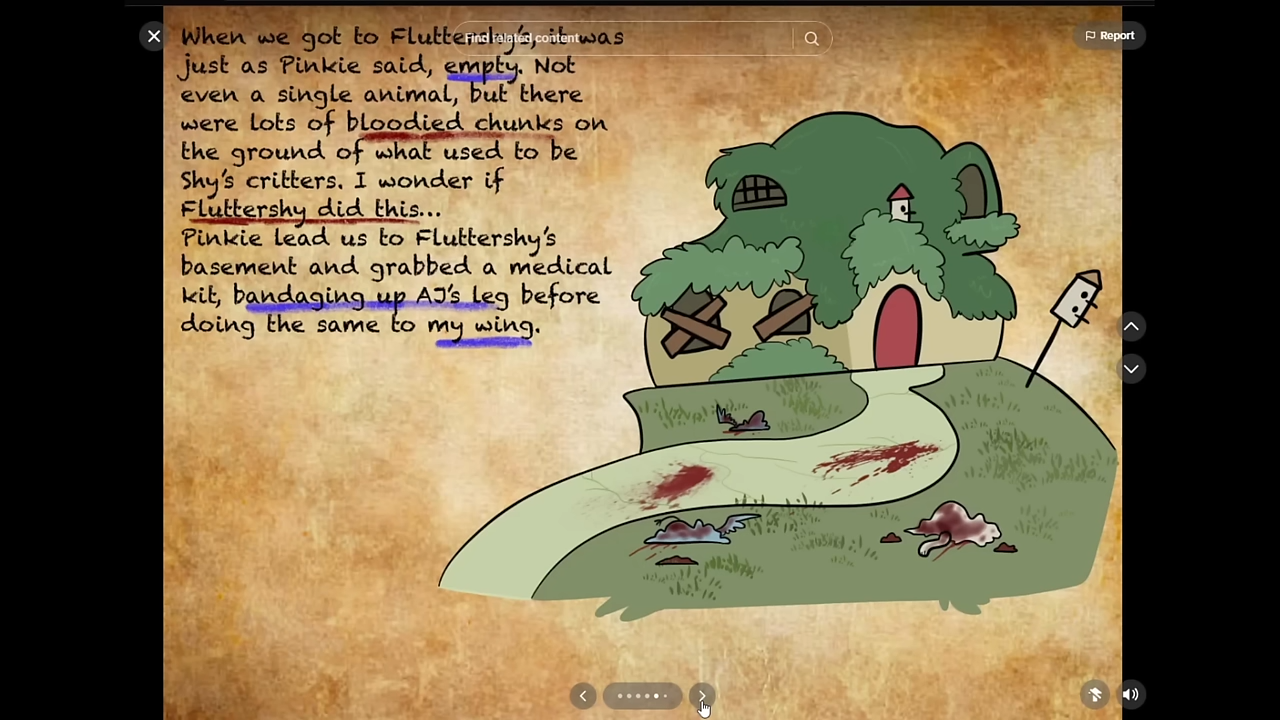 When we got to Fluttershy's, it was
just as Pinkie said, empty. Not
even a single animal, but there
were lots of bloodied chunks on
the ground of what used to be
Shy's critters. I wonder if
Fluttershy did this...
Pinkie lead us to Fluttershy's
basement and grabbed a medical
kit, bandaging up AJ's leg before
doing the same to my wing.
Find related content
Report